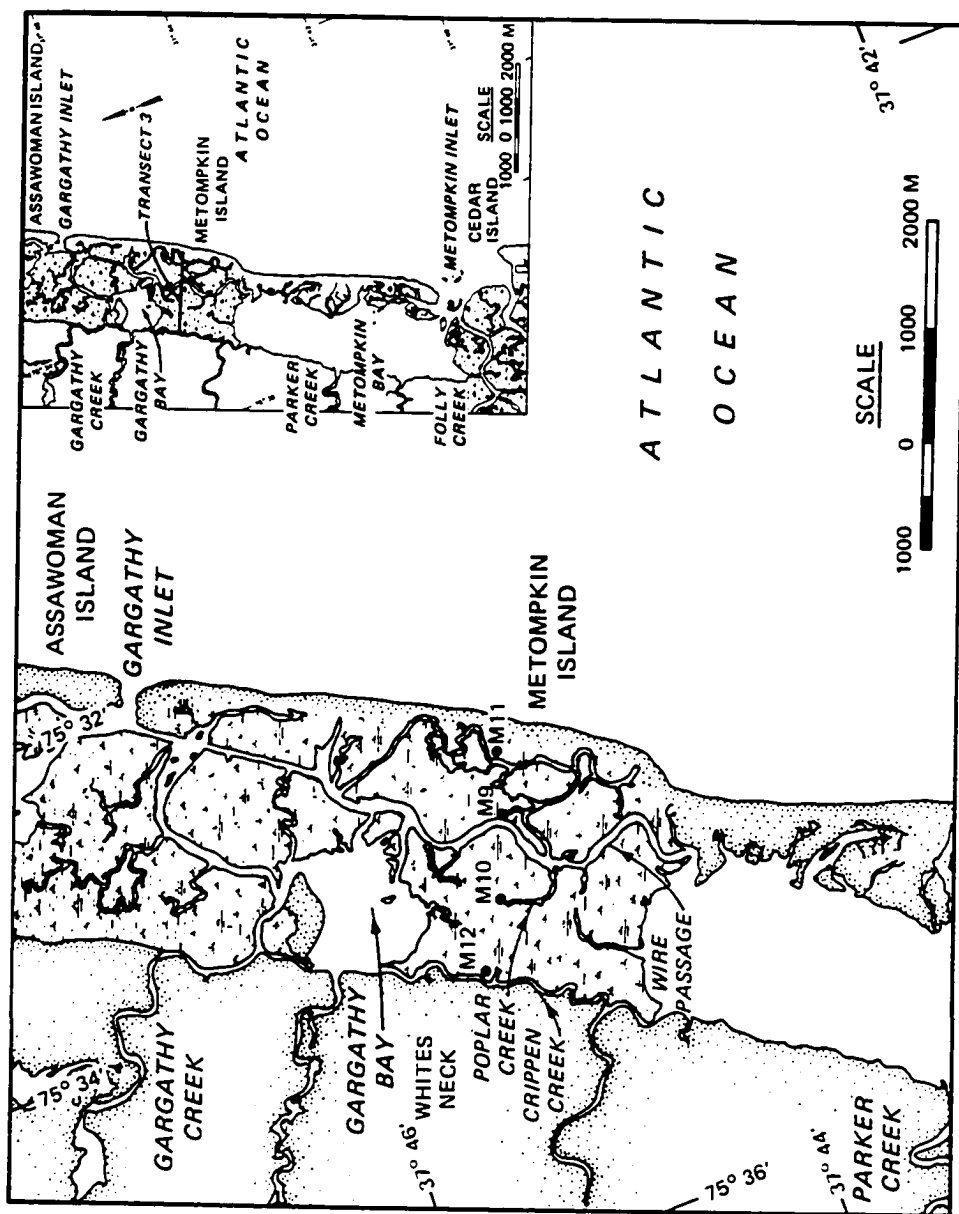 ASSAWOMAN ISLAND
GARGATHY INLET
TRANSECT 3
METOMPKIN
ISLAND
ATLANTIC
OCEAN
GARGATHY
CREEK
GARGATHY
BAY
PARKER
CREEK
METOMPKIN
BAY
FOLLY
CREEK
METOMPKIN INLET
CEDAR
ISLAND
SCALE
1000 0 1000 2000 M
ASSAWOMAN
ISLAND
GARGATHY
INLET
75° 32'
75° 34'
GARGATHY
CREEK
GARGATHY
BAY
37° 46'
WHITES
NECK
M12
M10
M9
M11
POPLAR
CREEK
CRIPPEN
CREEK
WIRE
PASSAGE
METOMPKIN
ISLAND
75° 36'
37° 44'
PARKER
CREEK
ATLANTIC
OCEAN
37° 42'
SCALE
1000 0 1000 2000 M